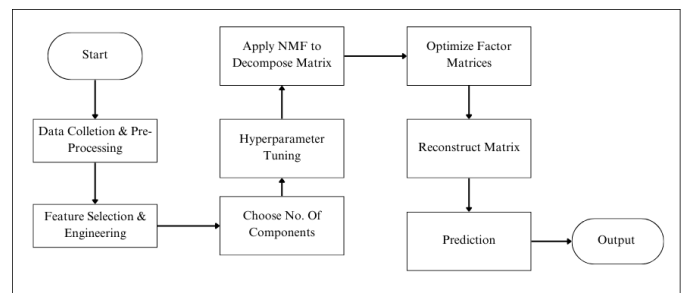 Start
Data Colletion & Pre-
Processing
Feature Selection &
Engineering
Choose No. Of
Components
Hyperparameter
Tuning
Apply NMF to
Decompose Matrix
Optimize Factor
Matrices
Reconstruct Matrix
Prediction
Output